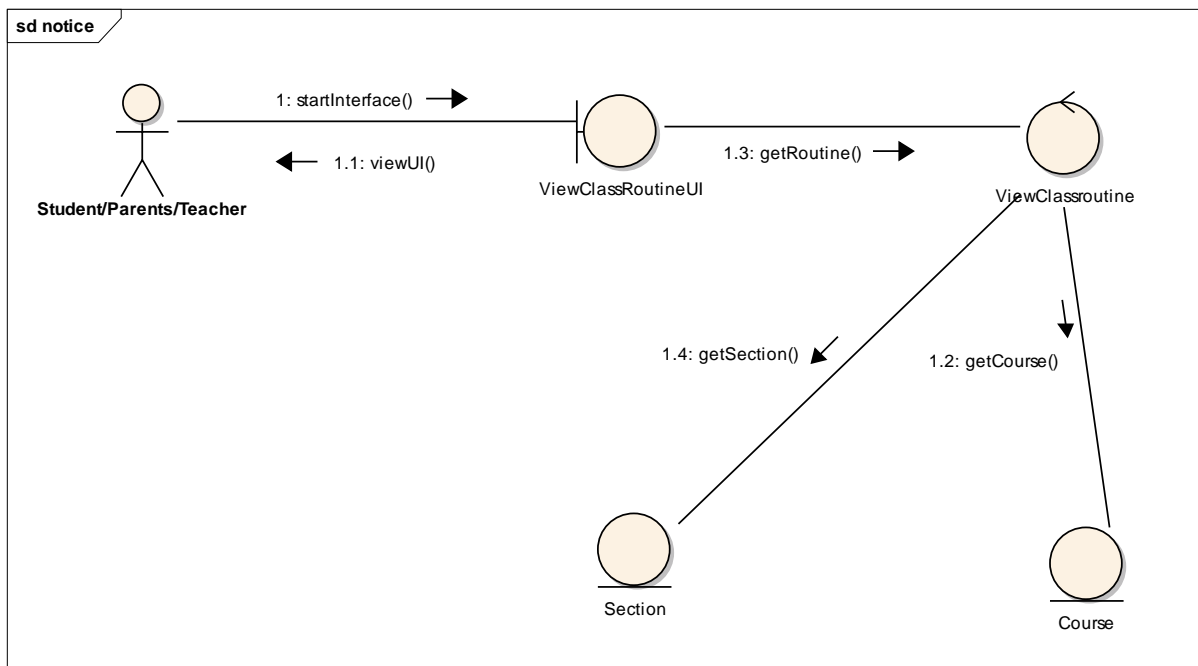 sd notice
1: startInterface()
1.1: viewUI()
1.3: getRoutine()
ViewClassRoutineUI
ViewClassroutine
Student/Parents/Teacher
1.4: getSection()
1.2: getCourse()
Section
Course